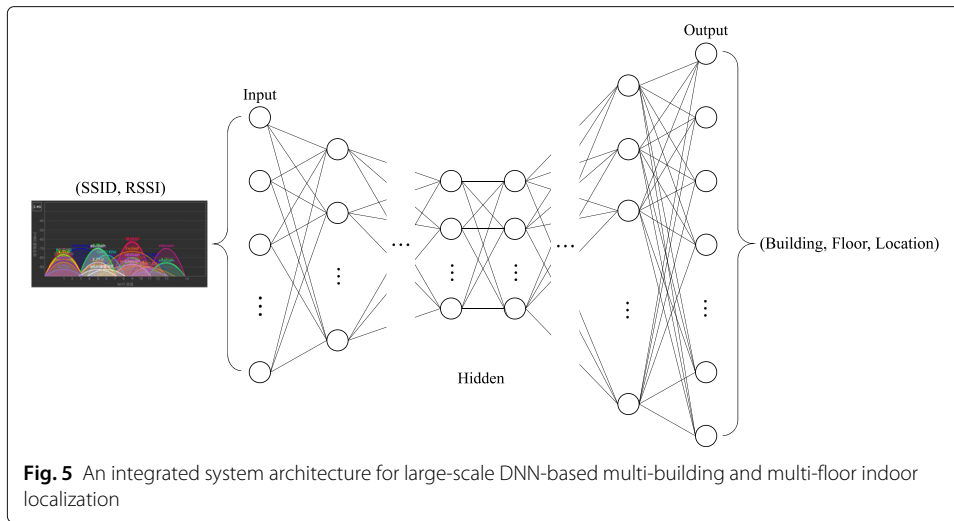 Output
Input
(SSID, RSSI)
(Building, Floor, Location)
Hidden
Fig. 5 An integrated system architecture for large-scale DNN-based multi-building and multi-floor indoor
localization